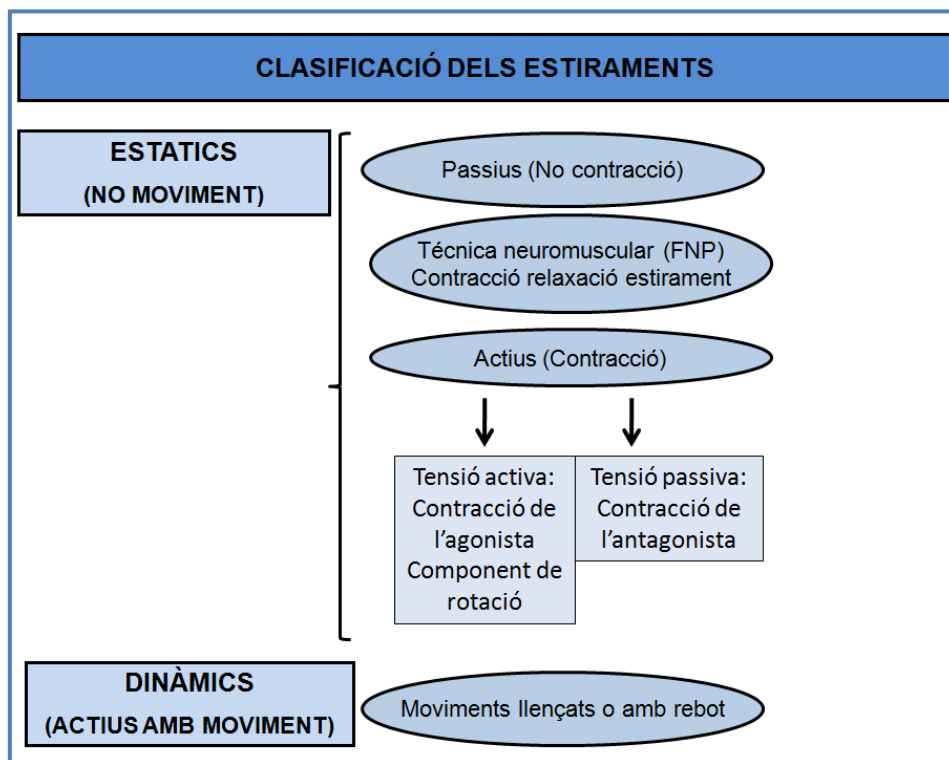 CLASIFICACIÓ DELS ESTIRAMENTS
ESTATICS
(NO MOVIMENT)
Passius (No contracció)
Técnica neuromuscular (FNP)
Contracció relaxació estirament
Actius (Contracció)
Tensió activa:
Contracció de
l’agonista
Component de
rotació
Tensió passiva:
Contracció de
l’antagonista
DINÀMICS
(ACTIUS AMB MOVIMENT)
Moviments llençats o amb rebot